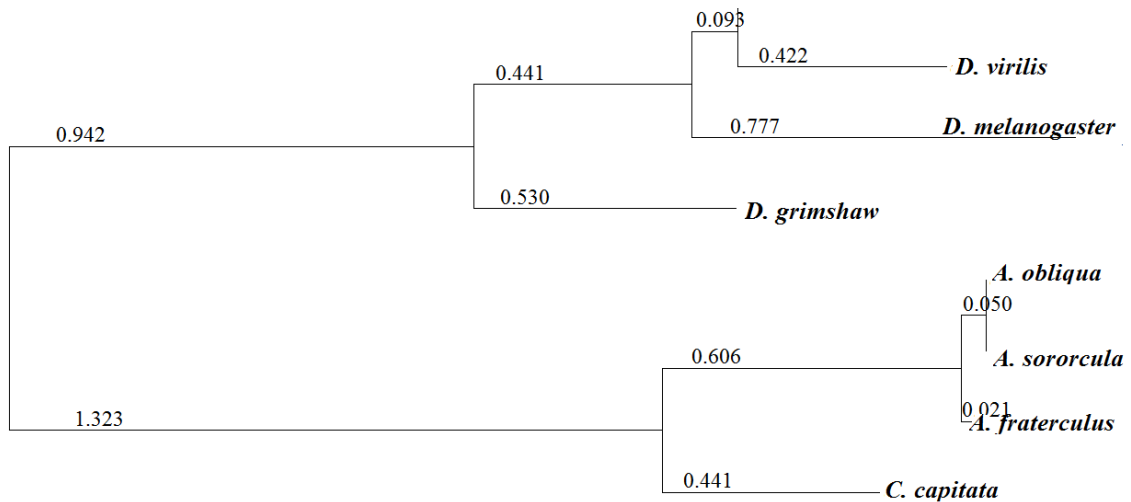 0.093
0.422 D. virilis
0.441
0.777 D. melanogaster
0.942
0.530 D. grimshaw
A. obliqua
0.050
0.606 A. sororcula
0.021 A. fraterculus
1.323
0.441 C. capitata